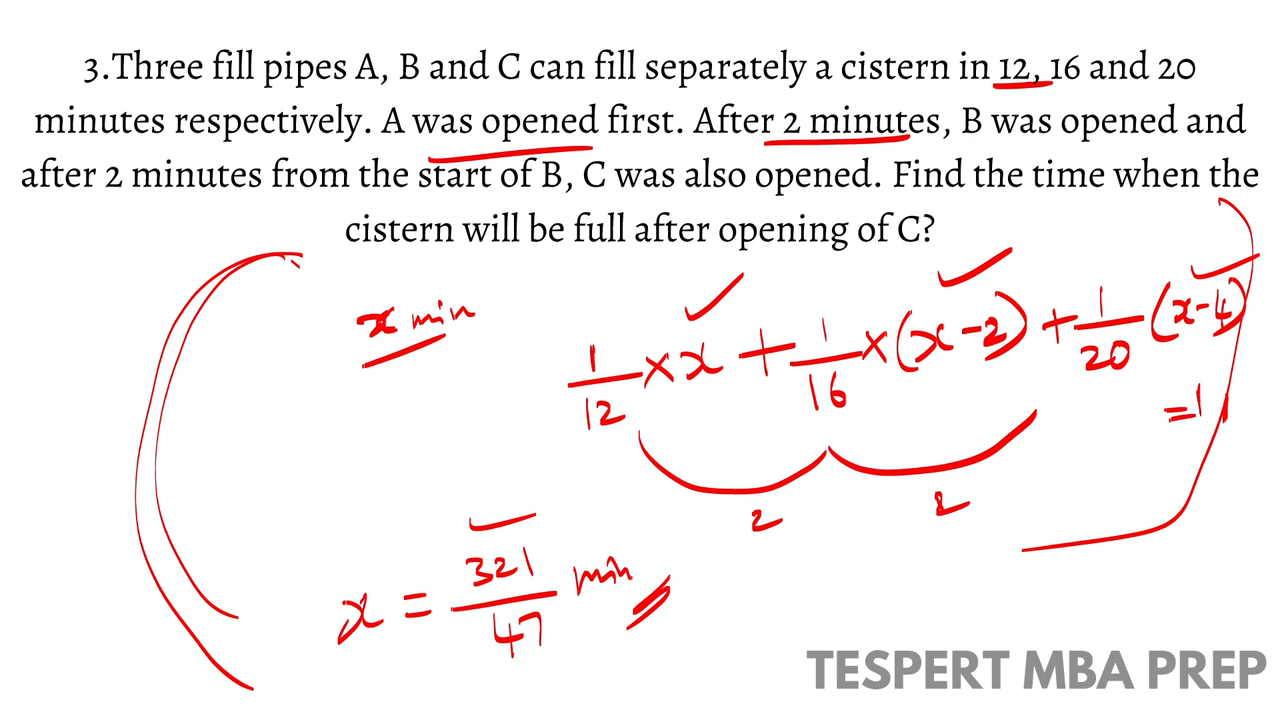 3.Three fill pipes A, B and C can fill separately a cistern in 12, 16 and 20
minutes respectively. A was opened first. After 2 minutes, B was opened and
after 2 minutes from the start of B, C was also opened. Find the time when the
cistern will be full after opening of C?
x min
1/12 × x + 1/16 × (x-2) + 1/20 (x-4)
=1
2 2
x = 321/47 min
TESPERT MBA PREP